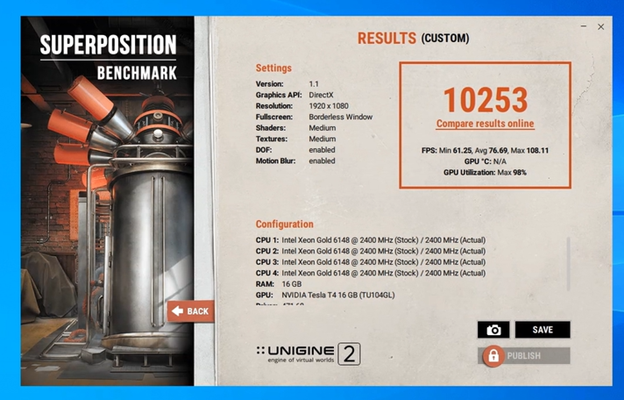 SUPERPOSITION
BENCHMARK
RESULTS (CUSTOM)
Settings
Version: 1.1
Graphics API: DirectX
Resolution: 1920 x 1080
Fullscreen: Borderless Window
Shaders: Medium
Textures: Medium
DOF: enabled
Motion Blur: enabled
10253
Compare results online
FPS: Min 61.25, Avg 76.69, Max 108.11
GPU °C: N/A
GPU Utilization: Max 98%
Configuration
CPU 1: Intel Xeon Gold 6148 @ 2400 MHz (Stock) / 2400 MHz (Actual)
CPU 2: Intel Xeon Gold 6148 @ 2400 MHz (Stock) / 2400 MHz (Actual)
CPU 3: Intel Xeon Gold 6148 @ 2400 MHz (Stock) / 2400 MHz (Actual)
CPU 4: Intel Xeon Gold 6148 @ 2400 MHz (Stock) / 2400 MHz (Actual)
RAM: 16 GB
GPU: NVIDIA Tesla T4 16 GB (TU104GL)
BACK
SAVE
PUBLISH
UNIGINE 2
engine of virtual worlds